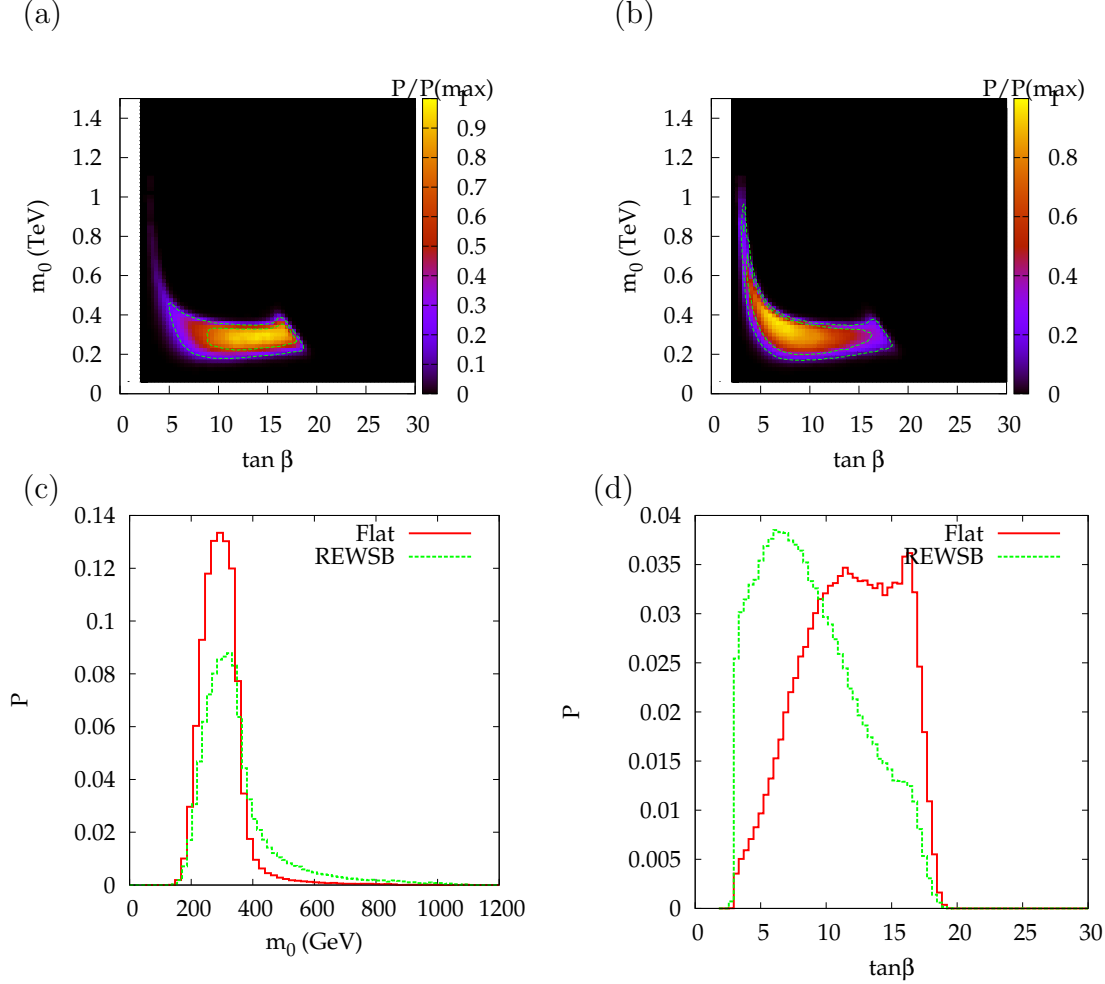 (a)
P/P(max)
1.4
1.2
1
0.8
0.6
0.4
0.2
0
m0 (TeV)
0 5 10 15 20 25 30
tan β
1
0.9
0.8
0.7
0.6
0.5
0.4
0.3
0.2
0.1
0
(b)
P/P(max)
1.4
1.2
1
0.8
0.6
0.4
0.2
0
m0 (TeV)
0 5 10 15 20 25 30
tan β
1
0.8
0.6
0.4
0.2
0
(c)
0.14
0.12
0.1
0.08
0.06
0.04
0.02
0
P
Flat
REWSB
0 200 400 600 800 1000 1200
m0 (GeV)
(d)
0.04
0.035
0.03
0.025
0.02
0.015
0.01
0.005
0
P
Flat
REWSB
0 5 10 15 20 25 30
tanβ